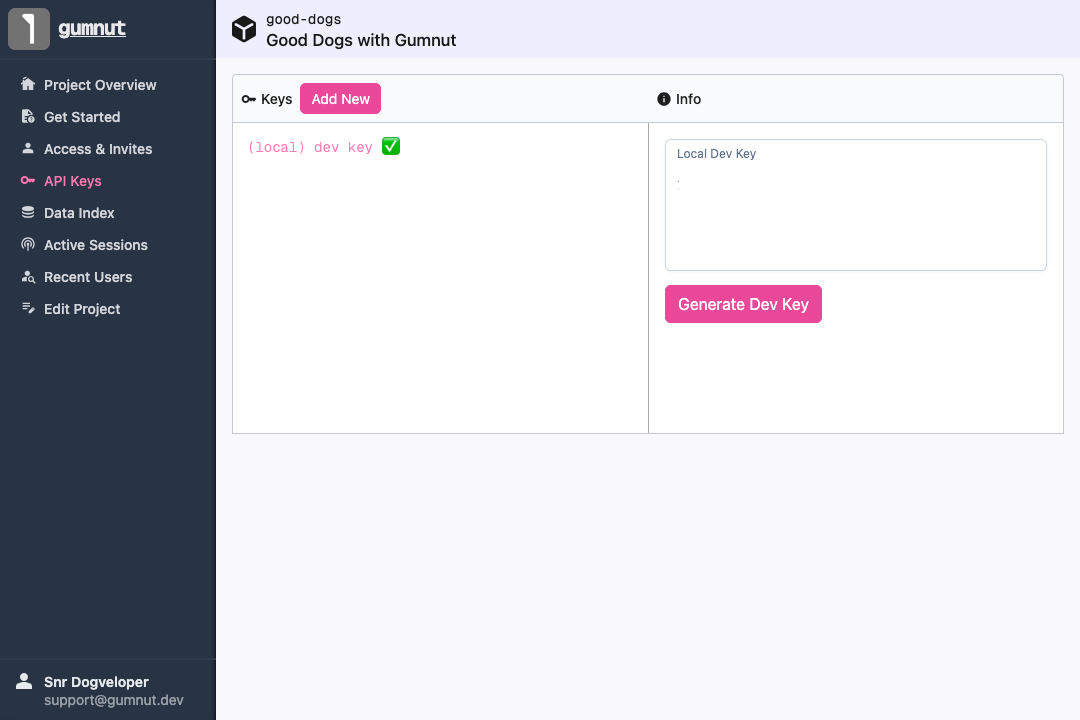 gumnut
Project Overview
Get Started
Access & Invites
API Keys
Data Index
Active Sessions
Recent Users
Edit Project
Snr Dogveloper
support@gumnut.dev
good-dogs
Good Dogs with Gumnut
Keys
Add New
(local) dev key ✅
Info
Local Dev Key
Generate Dev Key